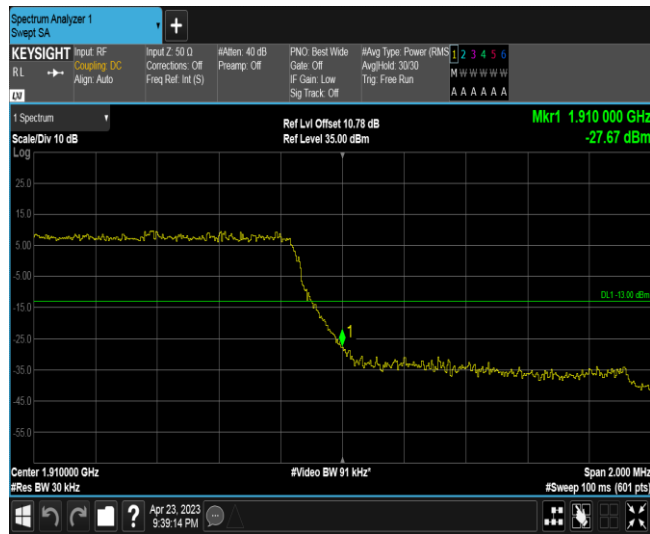 Spectrum Analyzer 1
Swept SA
+
KEYSIGHT
RL
LXI
Input: RF
Coupling: DC
Align: Auto
Input Z: 50 Ω
Corrections: Off
Freq Ref: Int (S)
#Atten: 40 dB
Preamp: Off
PNO: Best Wide
Gate: Off
IF Gain: Low
Sig Track: Off
#Avg Type: Power (RMS
Avg|Hold: 30/30
Trig: Free Run
1 2 3 4 5 6
M W W W W W
A A A A A A
1 Spectrum
Scale/Div 10 dB
Ref Lvl Offset 10.78 dB
Ref Level 35.00 dBm
Mkr1 1.910 000 GHz
-27.67 dBm
Log
25.0
15.0
5.00
-5.00
DL1 -13.00 dBm
-15.0
1
-25.0
-35.0
-45.0
-55.0
Center 1.910000 GHz
#Video BW 91 kHz*
Span 2.000 MHz
#Res BW 30 kHz
#Sweep 100 ms (601 pts)
?
Apr 23, 2023
9:39:14 PM